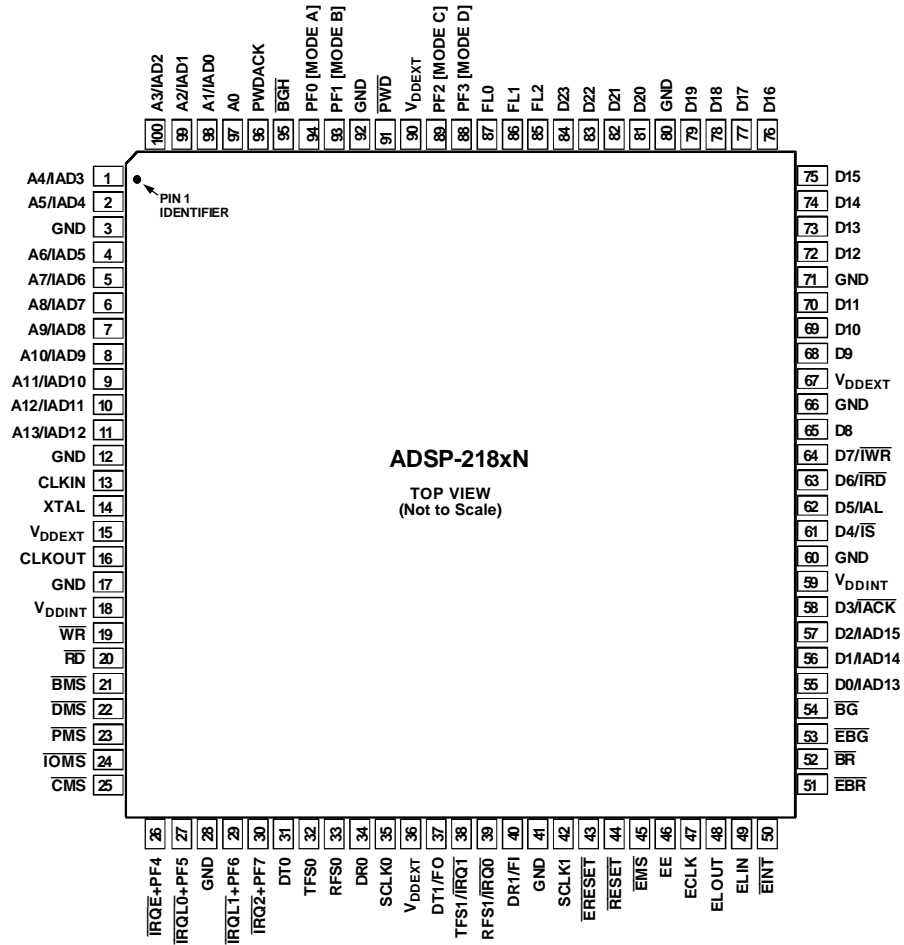 A3/IAD2
A2/IAD1
A1/IAD0
A0
PWDACK
BGH
PF0 [MODE A]
PF1 [MODE B]
GND
PWD
VDDEXT
PF2 [MODE C]
PF3 [MODE D]
FL0
FL1
FL2
D23
D22
D21
D20
GND
D19
D18
D17
D16
100 99 98 97 96 95 94 93 92 91 90 89 88 87 86 85 84 83 82 81 80 79 78 77 76
A4/IAD3 1
A5/IAD4 2
GND 3
A6/IAD5 4
A7/IAD6 5
A8/IAD7 6
A9/IAD8 7
A10/IAD9 8
A11/IAD10 9
A12/IAD11 10
A13/IAD12 11
GND 12
CLKIN 13
XTAL 14
VDDEXT 15
CLKOUT 16
GND 17
VDDINT 18
WR 19
RD 20
BMS 21
DMS 22
PMS 23
IOMS 24
CMS 25
PIN 1
IDENTIFIER
ADSP-218xN
TOP VIEW
(Not to Scale)
75 D15
74 D14
73 D13
72 D12
71 GND
70 D11
69 D10
68 D9
67 VDDEXT
66 GND
65 D8
64 D7/IWR
63 D6/IRD
62 D5/IAL
61 D4/IS
60 GND
59 VDDINT
58 D3/IACK
57 D2/IAD15
56 D1/IAD14
55 D0/IAD13
54 BG
53 EBG
52 BR
51 EBR
26 27 28 29 30 31 32 33 34 35 36 37 38 39 40 41 42 43 44 45 46 47 48 49 50
IRQE+PF4
IRQL0+PF5
GND
IRQL1+PF6
IRQ2+PF7
DT0
TFS0
RFS0
DR0
SCLK0
VDDEXT
DT1/FO
TFS1/IRQ1
RFS1/IRQ0
DR1/FI
GND
SCLK1
ERESET
RESET
EMS
EE
ECLK
ELOUT
ELIN
EINT